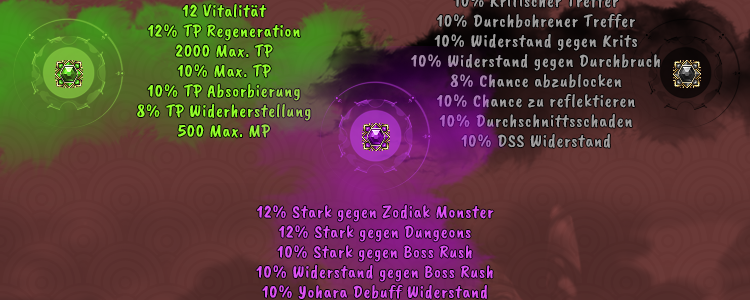 12 Vitalität
12% TP Regeneration
2000 Max. TP
10% Max. TP
10% TP Absorbierung
8% TP Widerherstellung
500 Max. MP
10% Kritischer Treffer
10% Durchbohrener Treffer
10% Widerstand gegen Krits
10% Widerstand gegen Durchbruch
8% Chance abzublocken
10% Chance zu reflektieren
10% Durchschnittsschaden
10% DSS Widerstand
12% Stark gegen Zodiak Monster
12% Stark gegen Dungeons
10% Stark gegen Boss Rush
10% Widerstand gegen Boss Rush
10% Yohara Debuff Widerstand